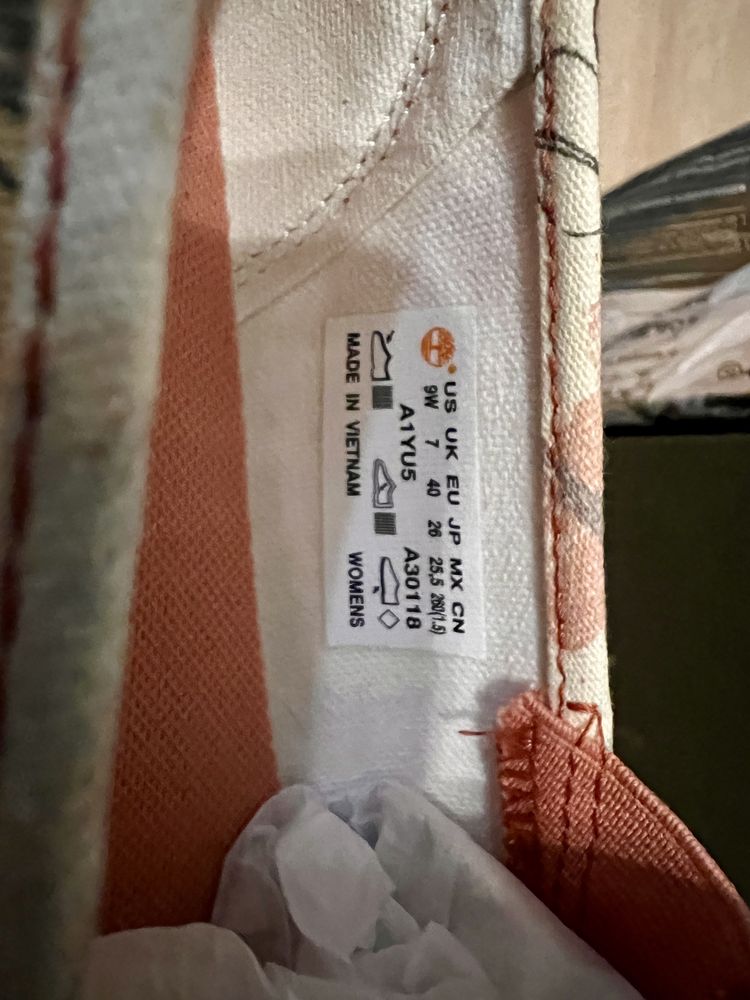 US UK EU JP MX CN
9W 7 40 26 25,5 260(1.5)
A1YU5 A30118
MADE IN VIETNAM WOMENS